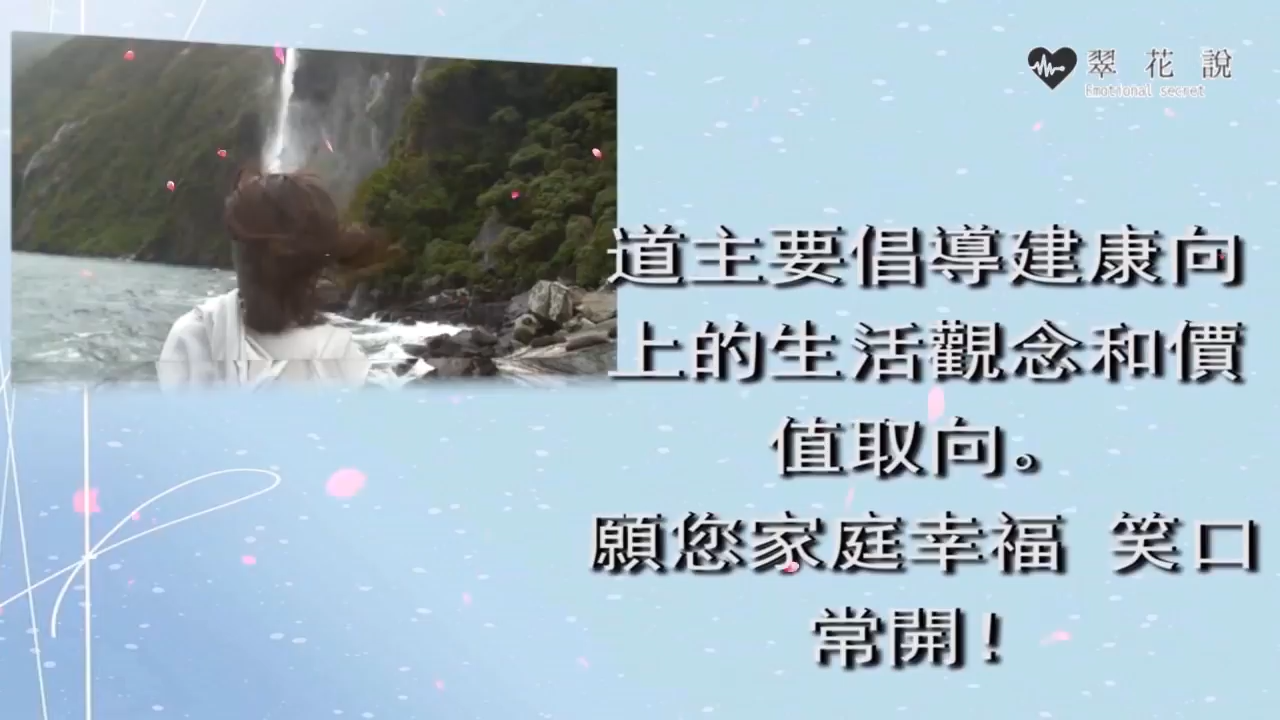 翠花說
Emotional secret
道主要倡導建康向
上的生活觀念和價
值取向。
願您家庭幸福 笑口
常開!